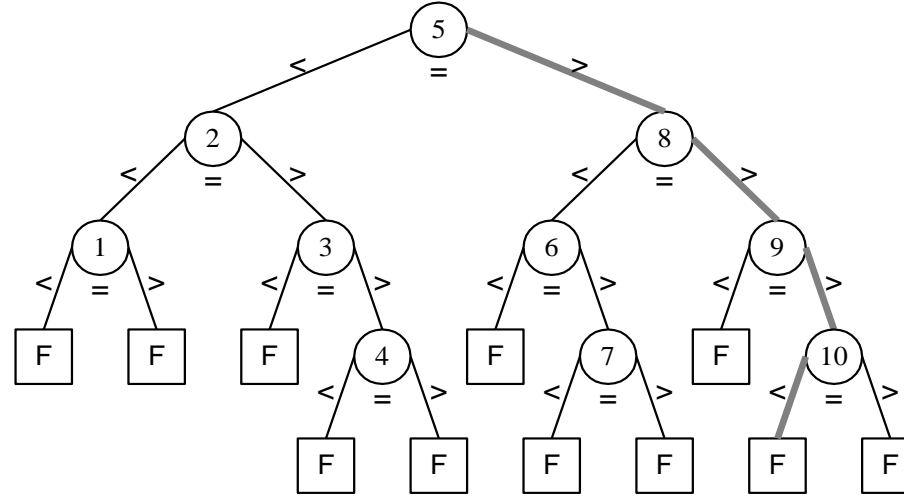 5
< = >
2 8
< = > < = >
1 3 6 9
< = > < = > < = > < = >
F F F 4 F 7 F 10
< = > < = > < = >
F F F F F F